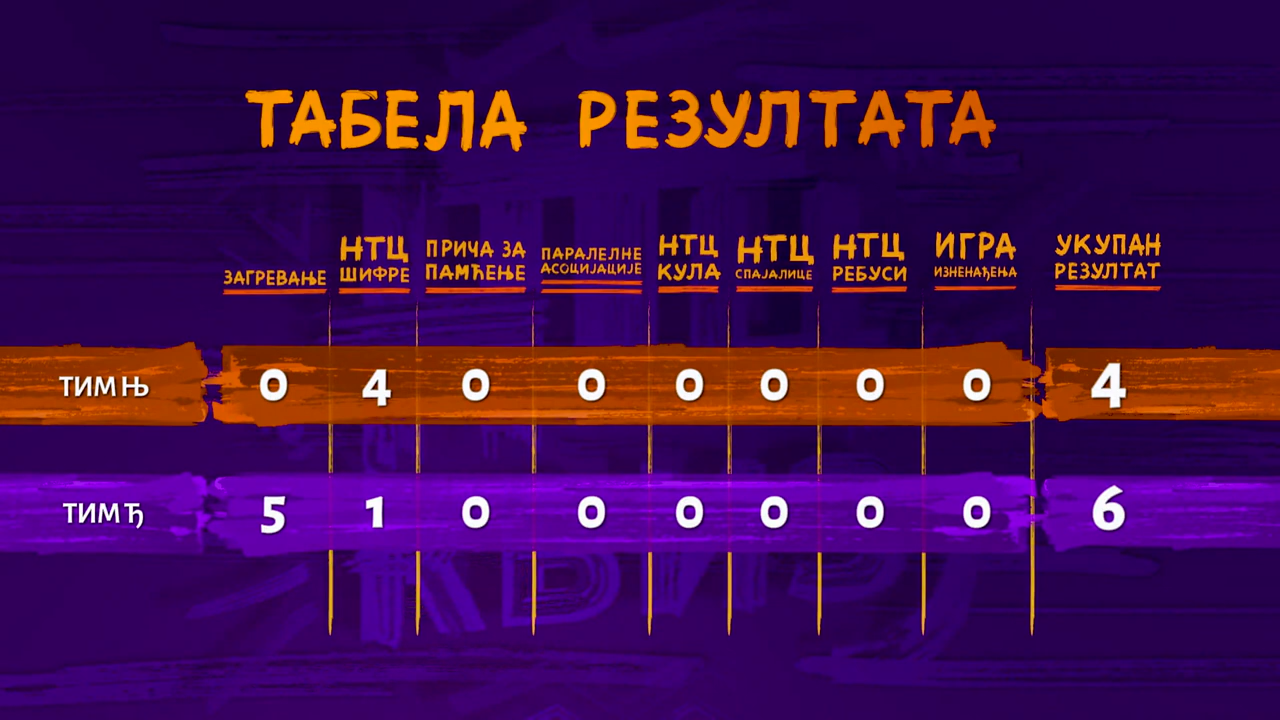 ТАБЕЛА РЕЗУЛТАТА
ЗАГРЕВАЊЕ
НТЦ
ШИФРЕ
ПРИЧА ЗА
ПАМЋЕЊЕ
ПАРАЛЕЛНЕ
АСОЦИЈАЦИЈЕ
НТЦ
КУЛА
НТЦ
СПАЈАЛИЦЕ
НТЦ
РЕБУСИ
ИГРА
ИЗНЕНАЂЕЊА
УКУПАН
РЕЗУЛТАТ
ТИМ Њ 0 4 0 0 0 0 0 0 4
ТИМ Ђ 5 1 0 0 0 0 0 0 6
КВИЗ